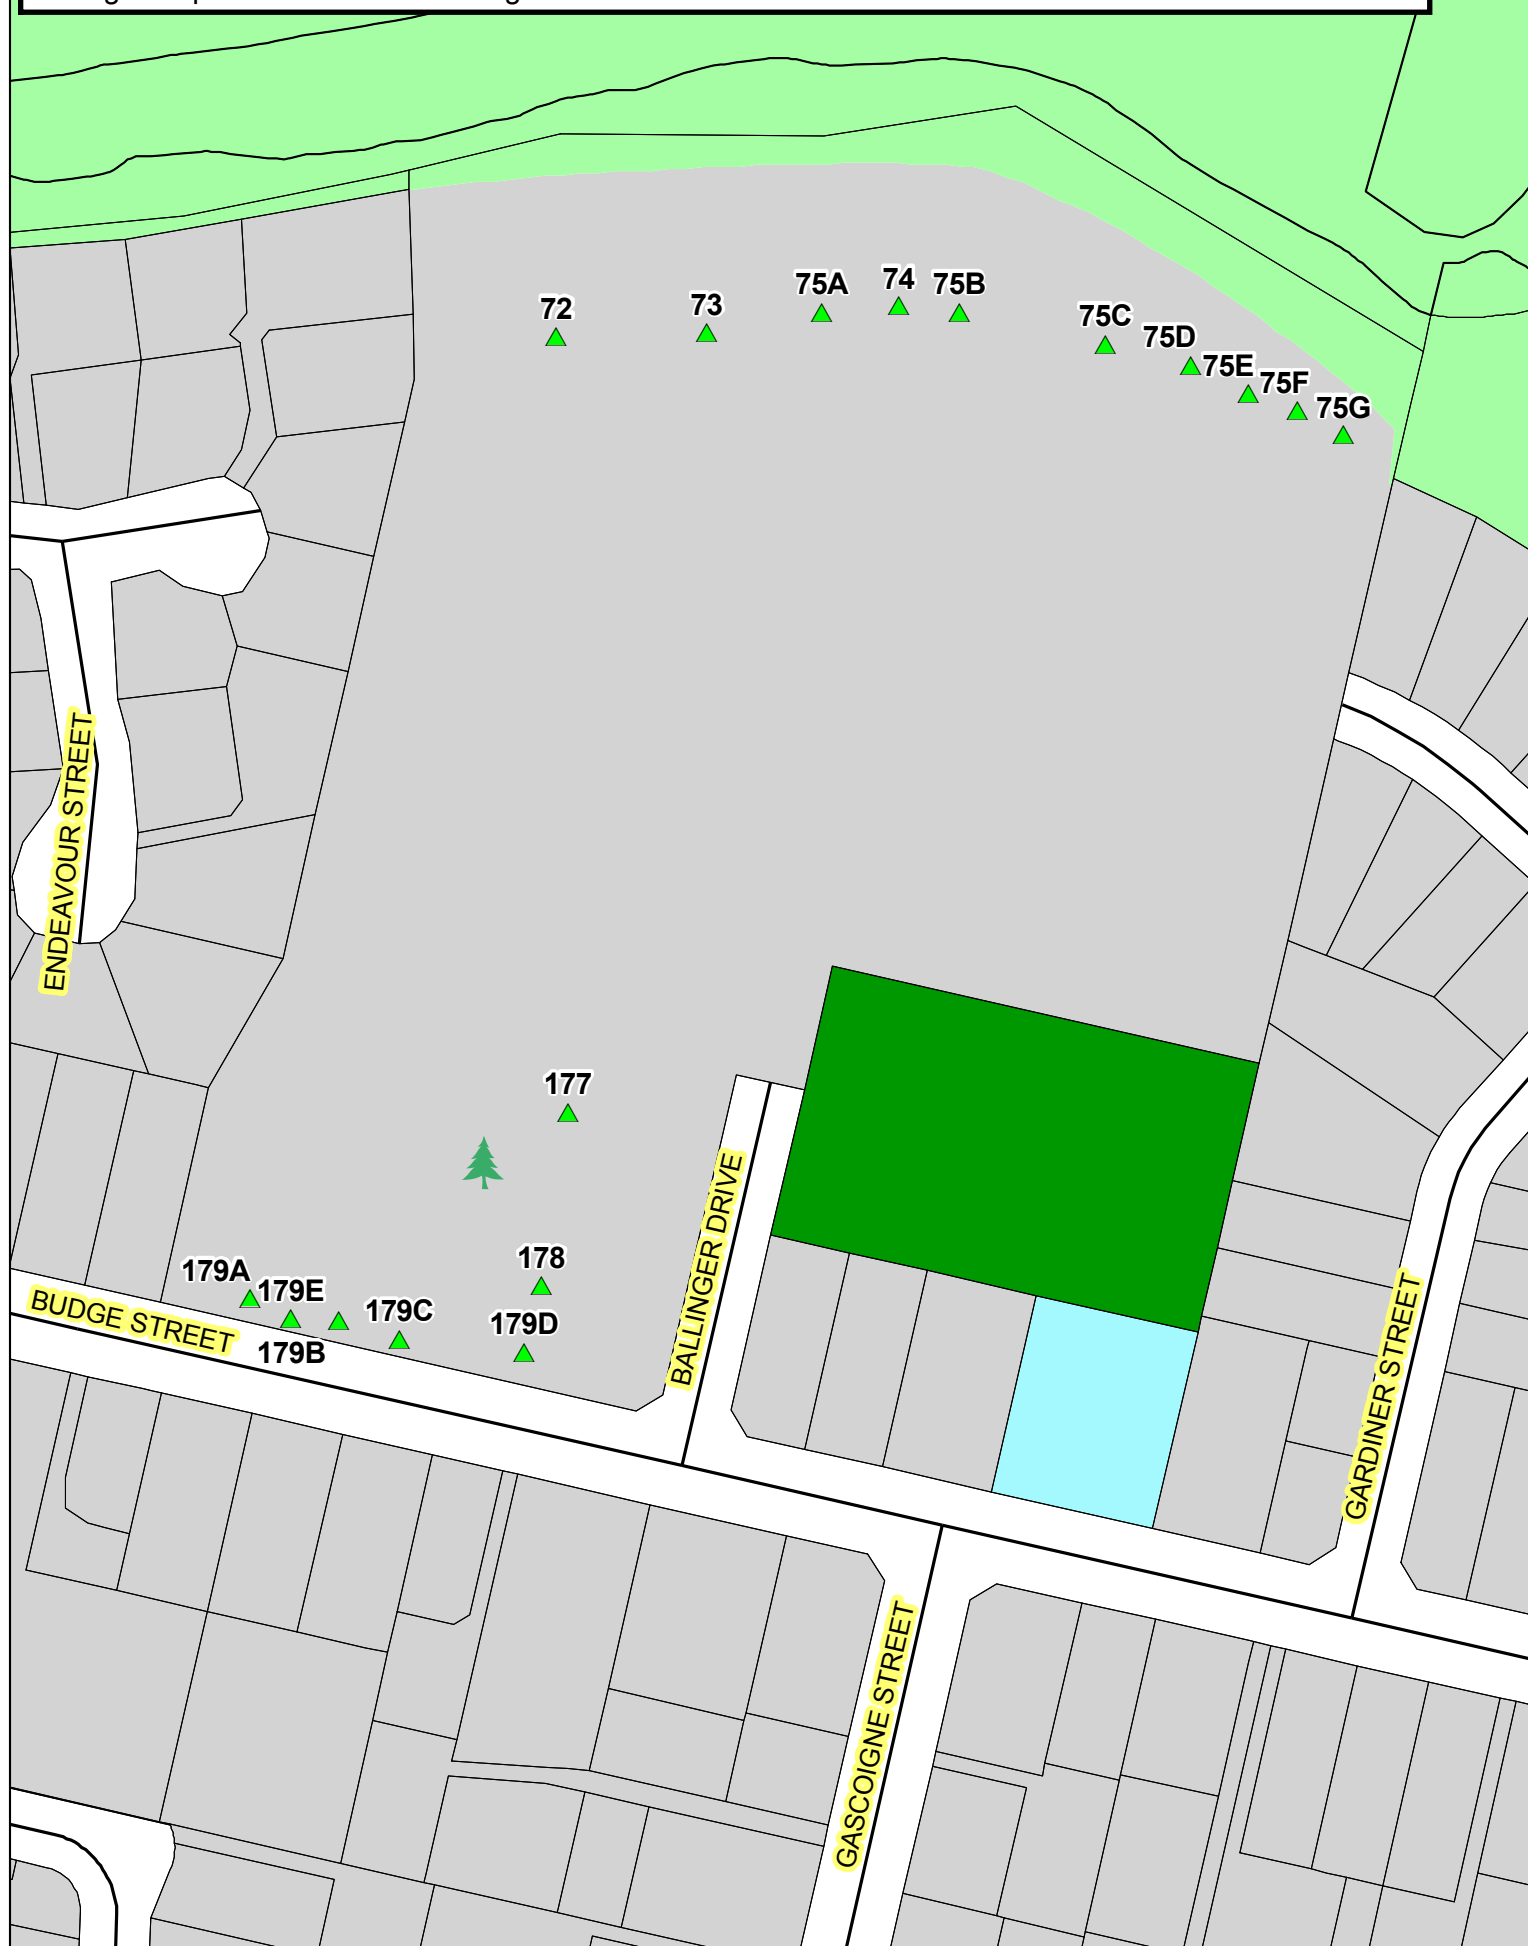 74
75A
75B
72
73
75C
75D
75E
75F
75G
ENDEAVOUR STREET
177
BALLINGER DRIVE
178
179A
179E
BUDGE STREET
179C
179D
179B
GARDINER STREET
GASCOIGNE STREET